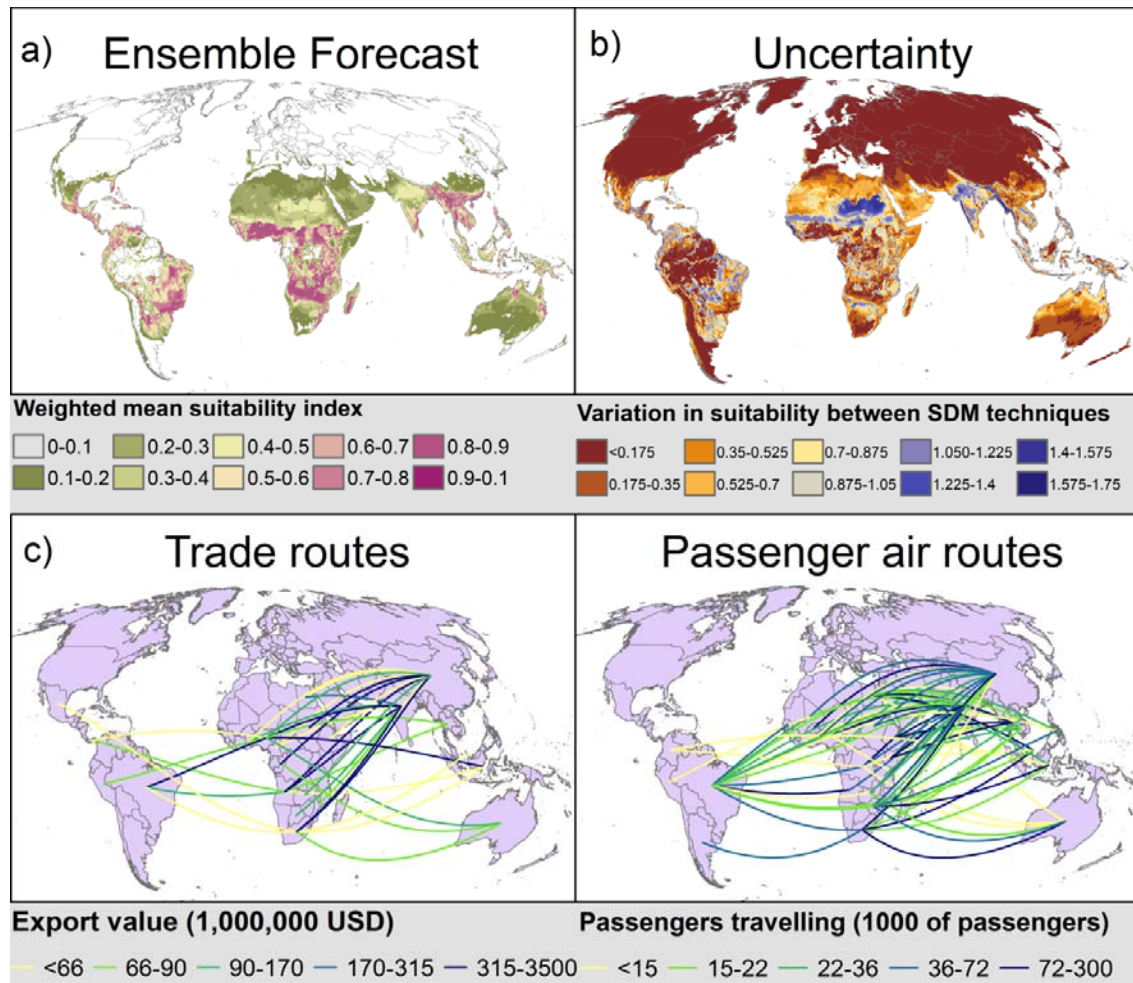 a) Ensemble Forecast
b) Uncertainty
Weighted mean suitability index
0-0.1 0.2-0.3 0.4-0.5 0.6-0.7 0.8-0.9
0.1-0.2 0.3-0.4 0.5-0.6 0.7-0.8 0.9-0.1
Variation in suitability between SDM techniques
<0.175 0.35-0.525 0.7-0.875 1.050-1.225 1.4-1.575
0.175-0.35 0.525-0.7 0.875-1.05 1.225-1.4 1.575-1.75
c) Trade routes
Passenger air routes
Export value (1,000,000 USD)
<66 66-90 90-170 170-315 315-3500
Passengers travelling (1000 of passengers)
<15 15-22 22-36 36-72 72-300